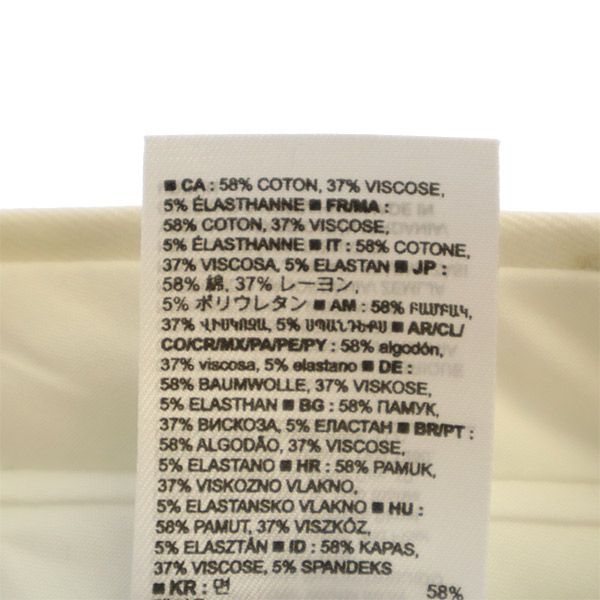 ■ CA : 58% COTON, 37% VISCOSE,
5% ÉLASTHANNE ■ FR/MA :
58% COTON, 37% VISCOSE,
5% ÉLASTHANNE ■ IT : 58% COTONE,
37% VISCOSA, 5% ELASTAN ■ JP :
58% 綿, 37% レーヨン,
5% ポリウレタン ■ AM : 58% ԲԱՄԲԱԿ,
37% ՎԻՍԿՈԶԱ, 5% ՍՊԱՆԴԵՔՍ ■ AR/CL/
CO/CR/MX/PA/PE/PY : 58% algodón,
37% viscosa, 5% elastano ■ DE :
58% BAUMWOLLE, 37% VISKOSE,
5% ELASTHAN ■ BG : 58% ПАМУК,
37% ВИСКОЗА, 5% ЕЛАСТАН ■ BR/PT :
58% ALGODÃO, 37% VISCOSE,
5% ELASTANO ■ HR : 58% PAMUK,
37% VISKOZNO VLAKNO,
5% ELASTANSKO VLAKNO ■ HU :
58% PAMUT, 37% VISZKÓZ,
5% ELASZTÁN ■ ID : 58% KAPAS,
37% VISCOSE, 5% SPANDEKS
■ KR : 면 58%